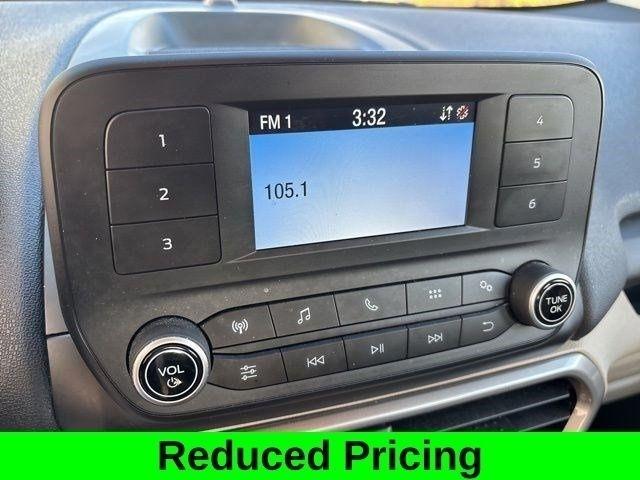 FM 1 3:32
105.1
1
2
3
4
5
6
VOL
TUNE
OK
Reduced Pricing